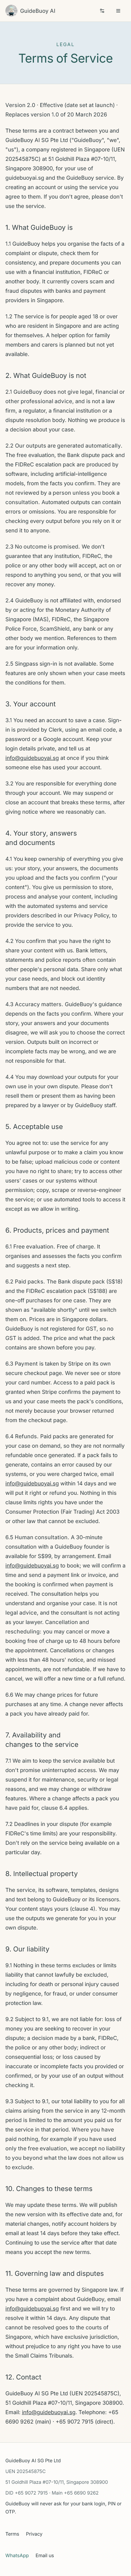 GuideBuoy AI
LEGAL
Terms of Service
Version 2.0 · Effective (date set at launch) ·
Replaces version 1.0 of 20 March 2026
These terms are a contract between you and
GuideBuoy AI SG Pte Ltd ("GuideBuoy", "we",
"us"), a company registered in Singapore (UEN
202545875C) at 51 Goldhill Plaza #07-10/11,
Singapore 308900, for your use of
guidebuoyai.sg and the GuideBuoy service. By
creating an account or using the service you
agree to them. If you don't agree, please don't
use the service.
1. What GuideBuoy is
1.1 GuideBuoy helps you organise the facts of a
complaint or dispute, check them for
consistency, and prepare documents you can
use with a financial institution, FIDReC or
another body. It currently covers scams and
fraud disputes with banks and payment
providers in Singapore.
1.2 The service is for people aged 18 or over
who are resident in Singapore and are acting
for themselves. A helper option for family
members and carers is planned but not yet
available.
2. What GuideBuoy is not
2.1 GuideBuoy does not give legal, financial or
other professional advice, and is not a law
firm, a regulator, a financial institution or a
dispute resolution body. Nothing we produce is
a decision about your case.
2.2 Our outputs are generated automatically.
The free evaluation, the Bank dispute pack and
the FIDReC escalation pack are produced by
software, including artificial-intelligence
models, from the facts you confirm. They are
not reviewed by a person unless you book a
human consultation. Automated outputs can contain
errors or omissions. You are responsible for
checking every output before you rely on it or
send it to anyone.
2.3 No outcome is promised. We don't
guarantee that any institution, FIDReC, the
police or any other body will accept, act on or
respond to anything you send, or that you will
recover any money.
2.4 GuideBuoy is not affiliated with, endorsed
by or acting for the Monetary Authority of
Singapore (MAS), FIDReC, the Singapore
Police Force, ScamShield, any bank or any
other body we mention. References to them
are for your information only.
2.5 Singpass sign-in is not available. Some
features are only shown when your case meets
the conditions for them.
3. Your account
3.1 You need an account to save a case. Sign-
in is provided by Clerk, using an email code, a
password or a Google account. Keep your
login details private, and tell us at
info@guidebuoyai.sg at once if you think
someone else has used your account.
3.2 You are responsible for everything done
through your account. We may suspend or
close an account that breaks these terms, after
giving notice where we reasonably can.
4. Your story, answers
and documents
4.1 You keep ownership of everything you give
us: your story, your answers, the documents
you upload and the facts you confirm ("your
content"). You give us permission to store,
process and analyse your content, including
with the automated systems and service
providers described in our Privacy Policy, to
provide the service to you.
4.2 You confirm that you have the right to
share your content with us. Bank letters,
statements and police reports often contain
other people's personal data. Share only what
your case needs, and block out identity
numbers that are not needed.
4.3 Accuracy matters. GuideBuoy's guidance
depends on the facts you confirm. Where your
story, your answers and your documents
disagree, we will ask you to choose the correct
version. Outputs built on incorrect or
incomplete facts may be wrong, and we are
not responsible for that.
4.4 You may download your outputs for your
own use in your own dispute. Please don't
resell them or present them as having been
prepared by a lawyer or by GuideBuoy staff.
5. Acceptable use
You agree not to: use the service for any
unlawful purpose or to make a claim you know
to be false; upload malicious code or content
you have no right to share; try to access other
users' cases or our systems without
permission; copy, scrape or reverse-engineer
the service; or use automated tools to access it
except as we allow in writing.
6. Products, prices and payment
6.1 Free evaluation. Free of charge. It
organises and assesses the facts you confirm
and suggests a next step.
6.2 Paid packs. The Bank dispute pack (S$18)
and the FIDReC escalation pack (S$188) are
one-off purchases for one case. They are
shown as "available shortly" until the date on
which they open. Prices are in Singapore dollars.
GuideBuoy is not registered for GST, so no
GST is added. The price and what the pack
contains are shown before you pay.
6.3 Payment is taken by Stripe on its own
secure checkout page. We never see or store
your card number. Access to a paid pack is
given when Stripe confirms the payment to us
and your case meets the pack's conditions,
not merely because your browser returned
from the checkout page.
6.4 Refunds. Paid packs are generated for
your case on demand, so they are normally not
refundable once generated. If a pack fails to
generate, contains an error caused by our
systems, or you were charged twice, email
info@guidebuoyai.sg within 14 days and we
will put it right or refund you. Nothing in this
clause limits rights you have under the
Consumer Protection (Fair Trading) Act 2003
or other law that cannot be excluded.
6.5 Human consultation. A 30-minute
consultation with a GuideBuoy founder is
available for S$99, by arrangement. Email
info@guidebuoyai.sg to book; we will confirm a
time and send a payment link or invoice, and
the booking is confirmed when payment is
received. The consultation helps you
understand and organise your case. It is not
legal advice, and the consultant is not acting
as your lawyer. Cancellation and
rescheduling: you may cancel or move a
booking free of charge up to 48 hours before
the appointment. Cancellations or changes
with less than 48 hours' notice, and missed
appointments, are not refundable. If we have to
cancel, we will offer a new time or a full refund.
6.6 We may change prices for future
purchases at any time. A change never affects
a pack you have already paid for.
7. Availability and
changes to the service
7.1 We aim to keep the service available but
don't promise uninterrupted access. We may
suspend it for maintenance, security or legal
reasons, and we may change or withdraw
features. Where a change affects a pack you
have paid for, clause 6.4 applies.
7.2 Deadlines in your dispute (for example
FIDReC's time limits) are your responsibility.
Don't rely on the service being available on a
particular day.
8. Intellectual property
The service, its software, templates, designs
and text belong to GuideBuoy or its licensors.
Your content stays yours (clause 4). You may
use the outputs we generate for you in your
own dispute.
9. Our liability
9.1 Nothing in these terms excludes or limits
liability that cannot lawfully be excluded,
including for death or personal injury caused
by negligence, for fraud, or under consumer
protection law.
9.2 Subject to 9.1, we are not liable for: loss of
money you are seeking to recover in your
dispute; a decision made by a bank, FIDReC,
the police or any other body; indirect or
consequential loss; or loss caused by
inaccurate or incomplete facts you provided or
confirmed, or by your use of an output without
checking it.
9.3 Subject to 9.1, our total liability to you for all
claims arising from the service in any 12-month
period is limited to the amount you paid us for
the service in that period. Where you have
paid nothing, for example if you used
only the free evaluation, we accept no liability
to you beyond what the law does not allow us
to exclude.
10. Changes to these terms
We may update these terms. We will publish the
new version with its effective date and, for
material changes, notify account holders by
email at least 14 days before they take effect.
Continuing to use the service after that date
means you accept the new terms.
11. Governing law and disputes
These terms are governed by Singapore law. If
you have a complaint about GuideBuoy, email
info@guidebuoyai.sg first and we will try to
resolve it within 14 days. Any dispute that
cannot be resolved goes to the courts of
Singapore, which have exclusive jurisdiction,
without prejudice to any right you have to use
the Small Claims Tribunals.
12. Contact
GuideBuoy AI SG Pte Ltd (UEN 202545875C),
51 Goldhill Plaza #07-10/11, Singapore 308900.
Email: info@guidebuoyai.sg. Telephone: +65
6690 9262 (main) · +65 8072 7915 (direct).
GuideBuoy AI SG Pte Ltd
UEN 202545875C
51 Goldhill Plaza #07-10/11, Singapore 308900
DID +65 8072 7915 · Main +65 6690 9262
GuideBuoy will never ask for your bank login, PIN or
OTP.
Terms Privacy
WhatsApp Email us